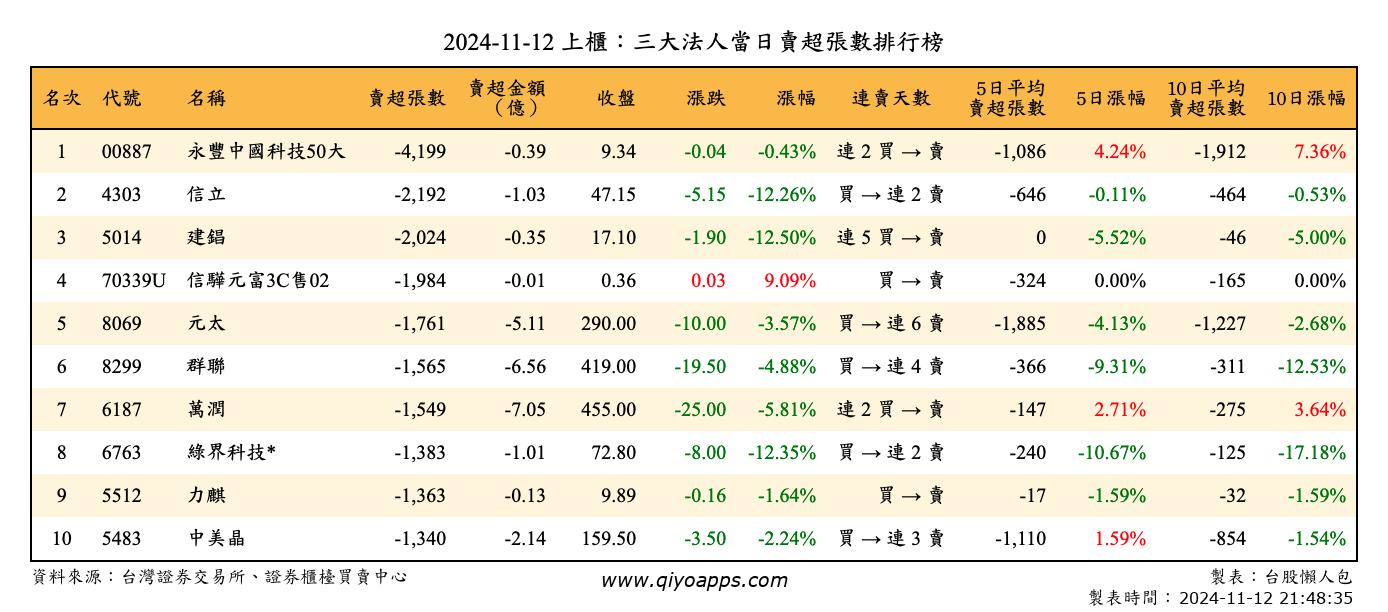 2024-11-12 上櫃：三大法人當日賣超張數排行榜
名次 代號 名稱 賣超張數 賣超金額（億） 收盤 漲跌 漲幅 連賣天數 5日平均賣超張數 5日漲幅 10日平均賣超張數 10日漲幅
1 00887 永豐中國科技50大 -4,199 -0.39 9.34 -0.04 -0.43% 連 2 買 → 賣 -1,086 4.24% -1,912 7.36%
2 4303 信立 -2,192 -1.03 47.15 -5.15 -12.26% 買 → 連 2 賣 -646 -0.11% -464 -0.53%
3 5014 建錩 -2,024 -0.35 17.10 -1.90 -12.50% 連 5 買 → 賣 0 -5.52% -46 -5.00%
4 70339U 信驊元富3C售02 -1,984 -0.01 0.36 0.03 9.09% 買 → 賣 -324 0.00% -165 0.00%
5 8069 元太 -1,761 -5.11 290.00 -10.00 -3.57% 買 → 連 6 賣 -1,885 -4.13% -1,227 -2.68%
6 8299 群聯 -1,565 -6.56 419.00 -19.50 -4.88% 買 → 連 4 賣 -366 -9.31% -311 -12.53%
7 6187 萬潤 -1,549 -7.05 455.00 -25.00 -5.81% 連 2 買 → 賣 -147 2.71% -275 3.64%
8 6763 綠界科技* -1,383 -1.01 72.80 -8.00 -12.35% 買 → 連 2 賣 -240 -10.67% -125 -17.18%
9 5512 力麒 -1,363 -0.13 9.89 -0.16 -1.64% 買 → 賣 -17 -1.59% -32 -1.59%
10 5483 中美晶 -1,340 -2.14 159.50 -3.50 -2.24% 買 → 連 3 賣 -1,110 1.59% -854 -1.54%
資料來源：台灣證券交易所、證券櫃檯買賣中心 www.qiyoapps.com 製表：台股懶人包
製表時間：2024-11-12 21:48:35